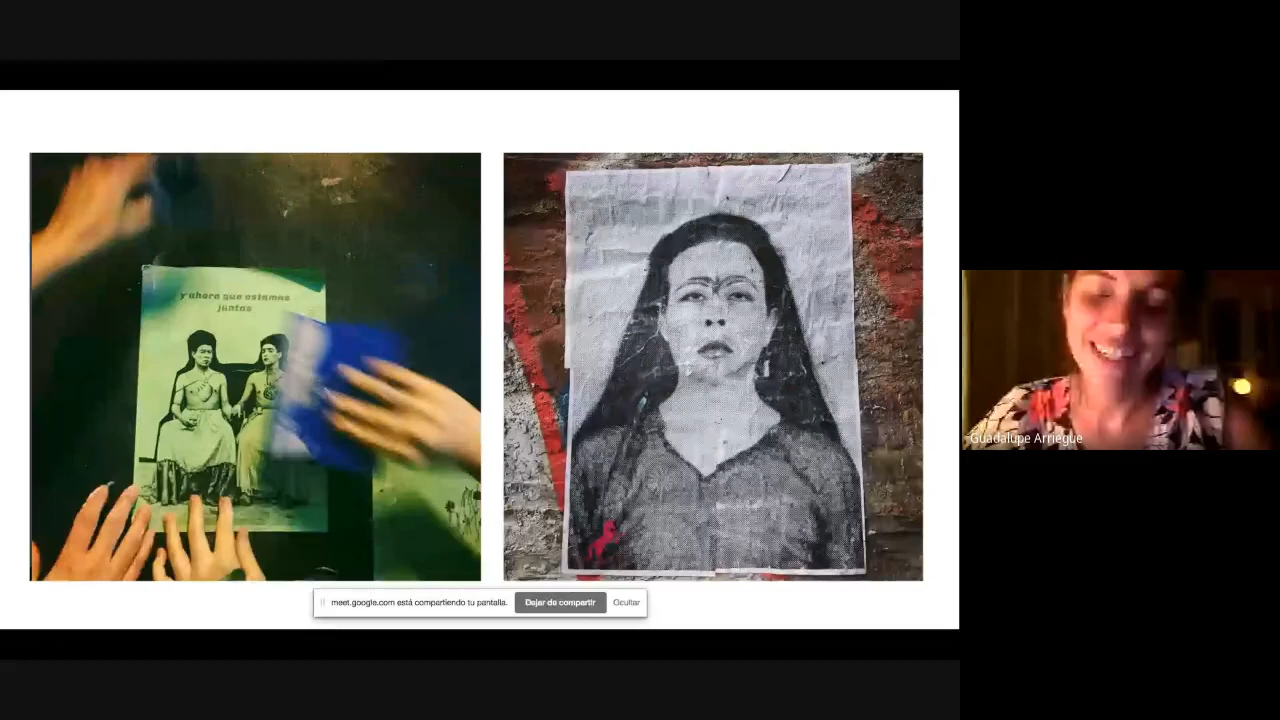 y ahora que estamos
juntas
meet.google.com está compartiendo tu pantalla.
Dejar de compartir
Ocultar
Guadalupe Arriegue